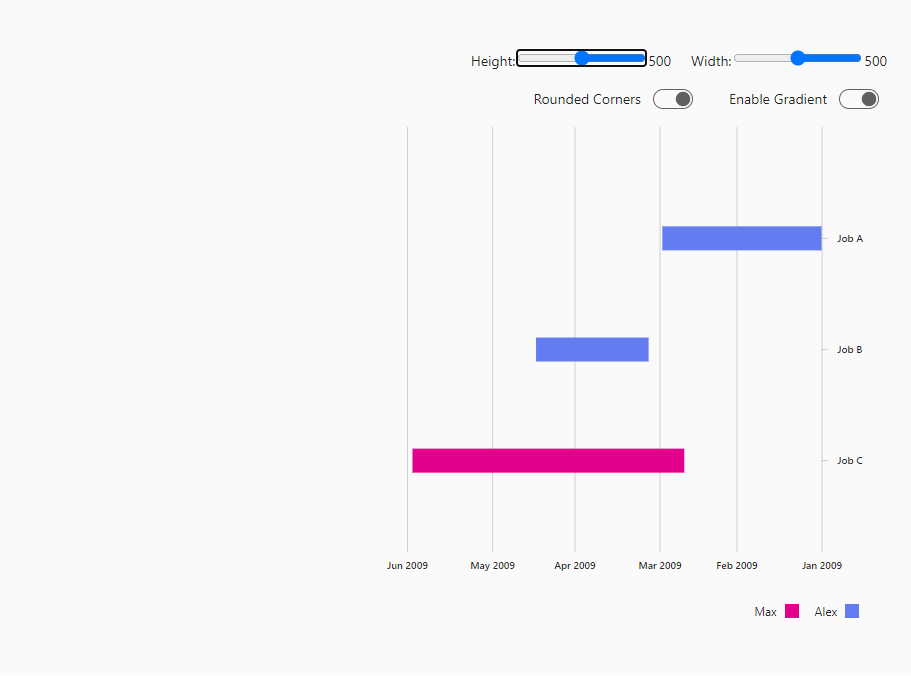 Height: 500 Width: 500
Rounded Corners Enable Gradient
Job A
Job B
Job C
Jun 2009 May 2009 Apr 2009 Mar 2009 Feb 2009 Jan 2009
Max Alex